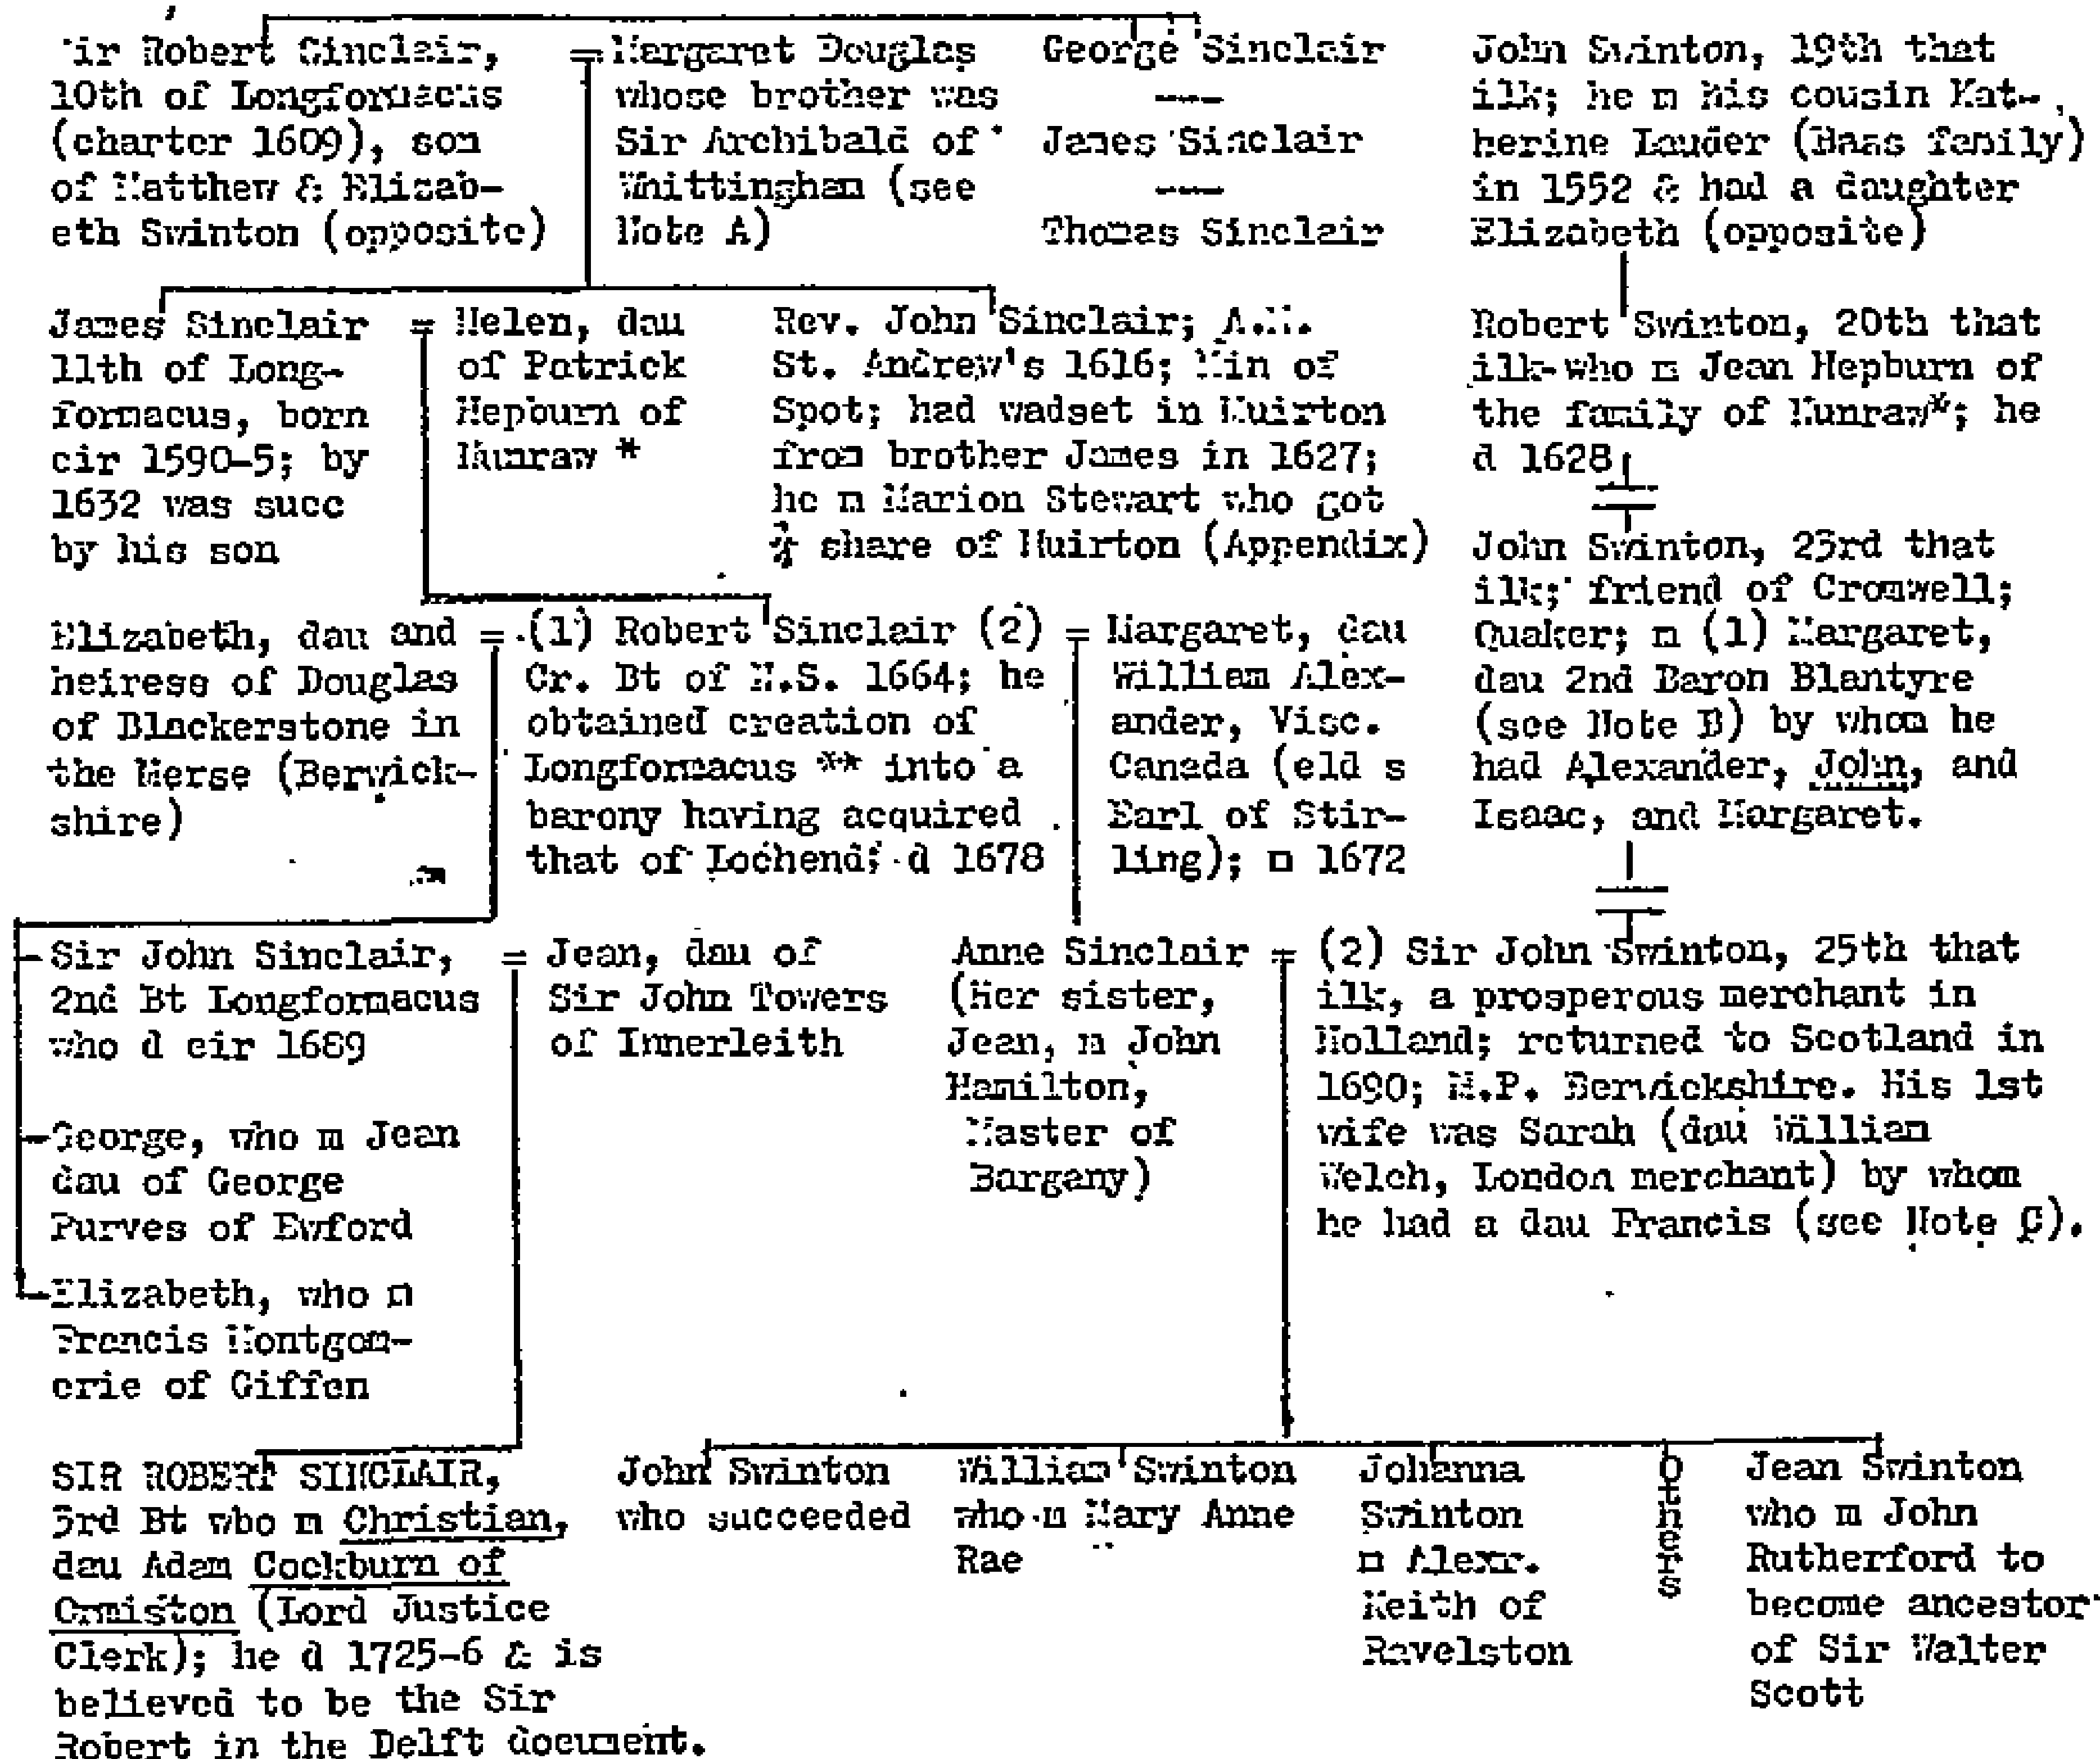 Sir Robert Sinclair,
10th of Longformacus
(charter 1609), son
of Matthew & Elizab-
eth Swinton (opposite)
= Margaret Douglas
whose brother was
Sir Archibald of
Whittingham (see
Note A)
George Sinclair
---
James Sinclair
---
Thomas Sinclair
John Swinton, 19th that
ilk; he m his cousin Kat-
herine Lauder (Bass family)
in 1552 & had a daughter
Elizabeth (opposite)
James Sinclair
11th of Long-
formacus, born
cir 1590-5; by
1632 was succ
by his son
= Helen, dau
of Patrick
Hepburn of
Nunraw *
Rev. John Sinclair; A.M.
St. Andrew's 1616; Min of
Spot; had wadset in Muirton
from brother James in 1627;
he m Marion Stewart who got
share of Muirton (Appendix)
Robert Swinton, 20th that
ilk-who m Jean Hepburn of
the family of Nunraw*; he
d 1628
John Swinton, 23rd that
ilk; friend of Cromwell;
Quaker; m (1) Margaret,
dau 2nd Baron Blantyre
(see Note B) by whom he
had Alexander, John, and
Isaac, and Margaret.
Elizabeth, dau and
heiress of Douglas
of Blackerstone in
the Merse (Berwick-
shire)
= (1) Robert Sinclair (2)
Cr. Bt of N.S. 1664; he
obtained creation of
Longformacus ** into a
barony having acquired
that of Lochend; d 1678
= Margaret, dau
William Alex-
ander, Visc.
Canada (eld s
Earl of Stir-
ling); m 1672
Sir John Sinclair,
2nd Bt Longformacus
who d cir 1689
= Jean, dau of
Sir John Towers
of Innerleith
Anne Sinclair
(Her sister,
Jean, m John
Hamilton,
Master of
Bargany)
= (2) Sir John Swinton, 25th that
ilk, a prosperous merchant in
Holland; returned to Scotland in
1690; M.P. Berwickshire. His 1st
wife was Sarah (dau William
Welch, London merchant) by whom
he had a dau Francis (see Note C).
George, who m Jean
dau of George
Purves of Ewford
Elizabeth, who m
Francis Montgom-
erie of Giffen
SIR ROBERT SINCLAIR,
3rd Bt who m Christian,
dau Adam Cockburn of
Ormiston (Lord Justice
Clerk); he d 1725-6 & is
believed to be the Sir
Robert in the Delft document.
John Swinton
who succeeded
William Swinton
who m Mary Anne
Rae
Johanna
Swinton
m Alexr.
Keith of
Ravelston
Others
Jean Swinton
who m John
Rutherford to
become ancestor
of Sir Walter
Scott